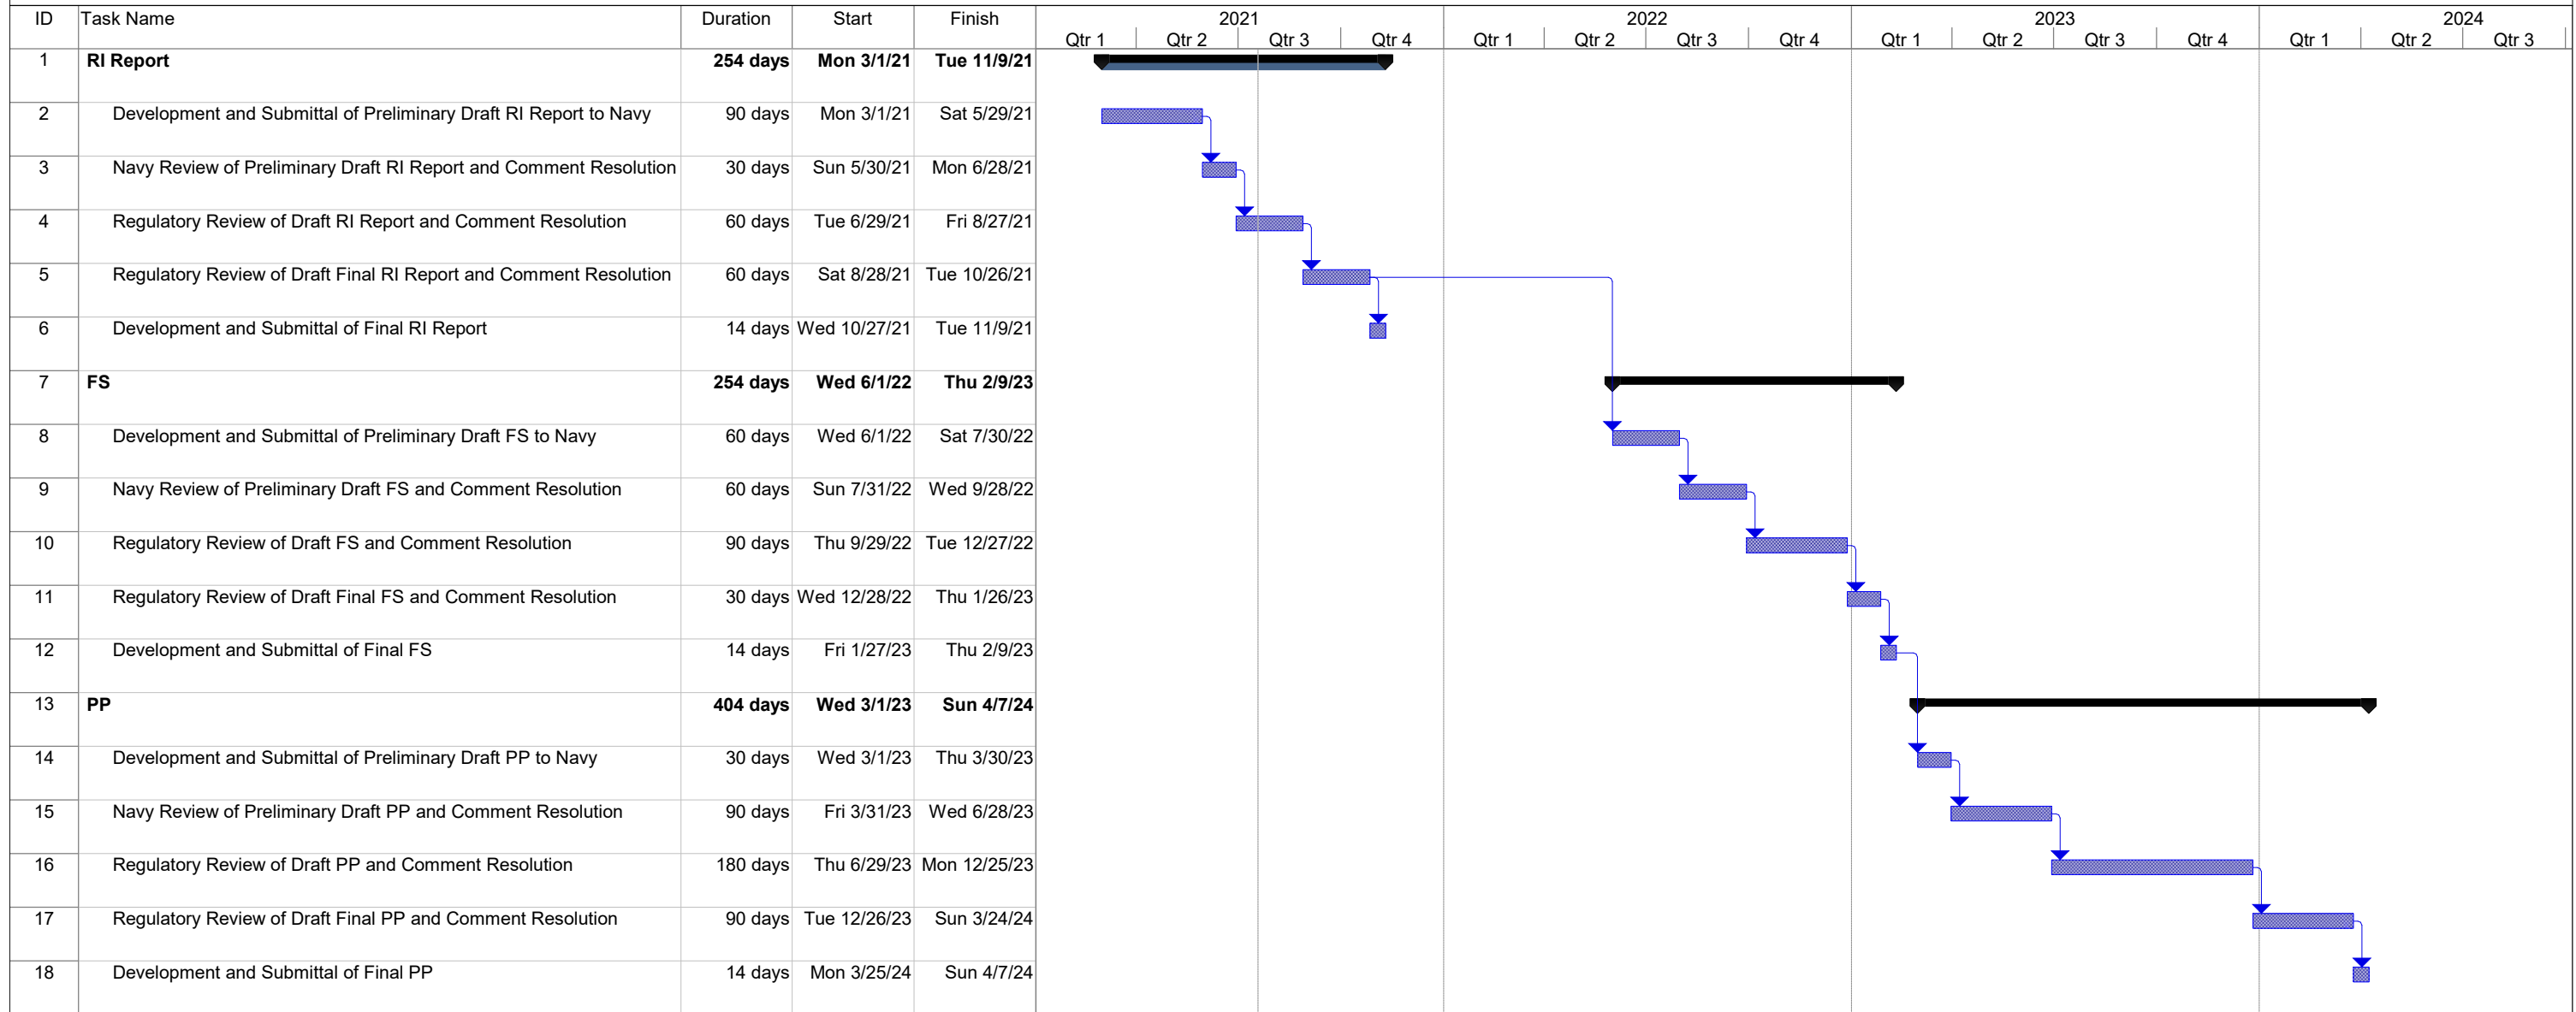 ID Task Name Duration Start Finish 2021 2022 2023 2024
Qtr 1 Qtr 2 Qtr 3 Qtr 4 Qtr 1 Qtr 2 Qtr 3 Qtr 4 Qtr 1 Qtr 2 Qtr 3 Qtr 4 Qtr 1 Qtr 2 Qtr 3
1 RI Report 254 days Mon 3/1/21 Tue 11/9/21
2 Development and Submittal of Preliminary Draft RI Report to Navy 90 days Mon 3/1/21 Sat 5/29/21
3 Navy Review of Preliminary Draft RI Report and Comment Resolution 30 days Sun 5/30/21 Mon 6/28/21
4 Regulatory Review of Draft RI Report and Comment Resolution 60 days Tue 6/29/21 Fri 8/27/21
5 Regulatory Review of Draft Final RI Report and Comment Resolution 60 days Sat 8/28/21 Tue 10/26/21
6 Development and Submittal of Final RI Report 14 days Wed 10/27/21 Tue 11/9/21
7 FS 254 days Wed 6/1/22 Thu 2/9/23
8 Development and Submittal of Preliminary Draft FS to Navy 60 days Wed 6/1/22 Sat 7/30/22
9 Navy Review of Preliminary Draft FS and Comment Resolution 60 days Sun 7/31/22 Wed 9/28/22
10 Regulatory Review of Draft FS and Comment Resolution 90 days Thu 9/29/22 Tue 12/27/22
11 Regulatory Review of Draft Final FS and Comment Resolution 30 days Wed 12/28/22 Thu 1/26/23
12 Development and Submittal of Final FS 14 days Fri 1/27/23 Thu 2/9/23
13 PP 404 days Wed 3/1/23 Sun 4/7/24
14 Development and Submittal of Preliminary Draft PP to Navy 30 days Wed 3/1/23 Thu 3/30/23
15 Navy Review of Preliminary Draft PP and Comment Resolution 90 days Fri 3/31/23 Wed 6/28/23
16 Regulatory Review of Draft PP and Comment Resolution 180 days Thu 6/29/23 Mon 12/25/23
17 Regulatory Review of Draft Final PP and Comment Resolution 90 days Tue 12/26/23 Sun 3/24/24
18 Development and Submittal of Final PP 14 days Mon 3/25/24 Sun 4/7/24